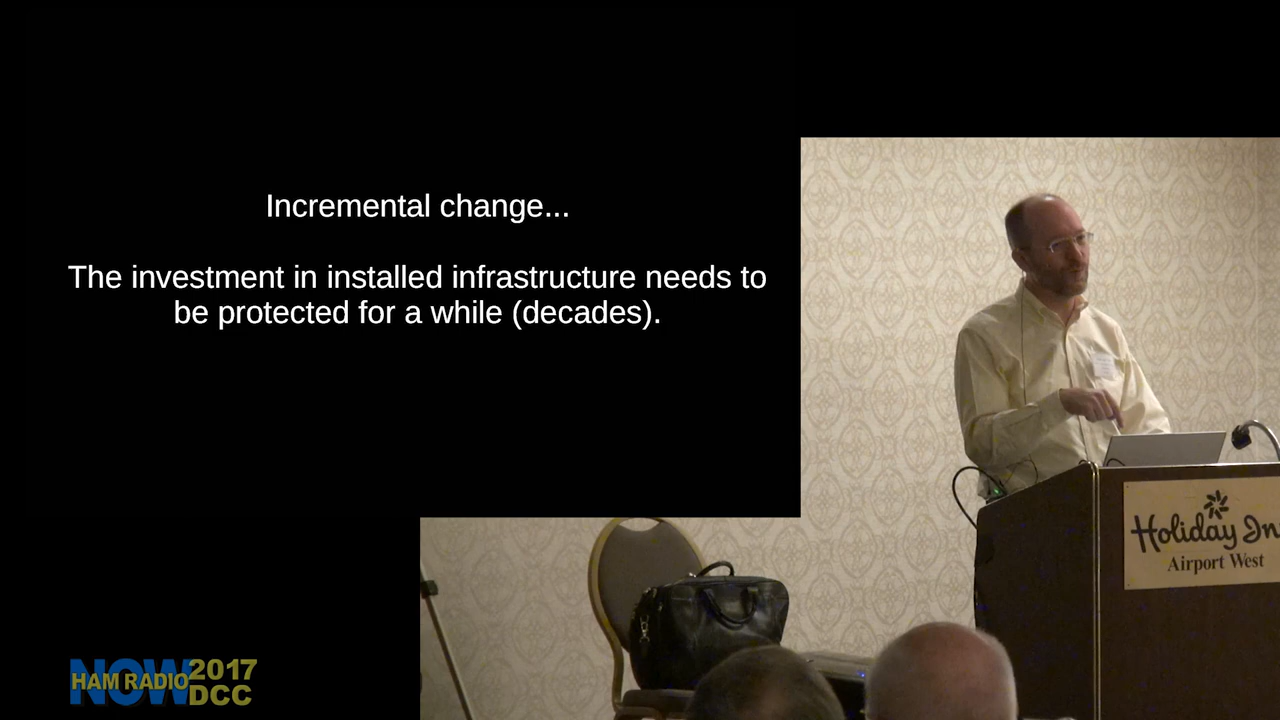 Incremental change...
The investment in installed infrastructure needs to
be protected for a while (decades).
Holiday In
Airport West
HAM RADIO NOW 2017
DCC